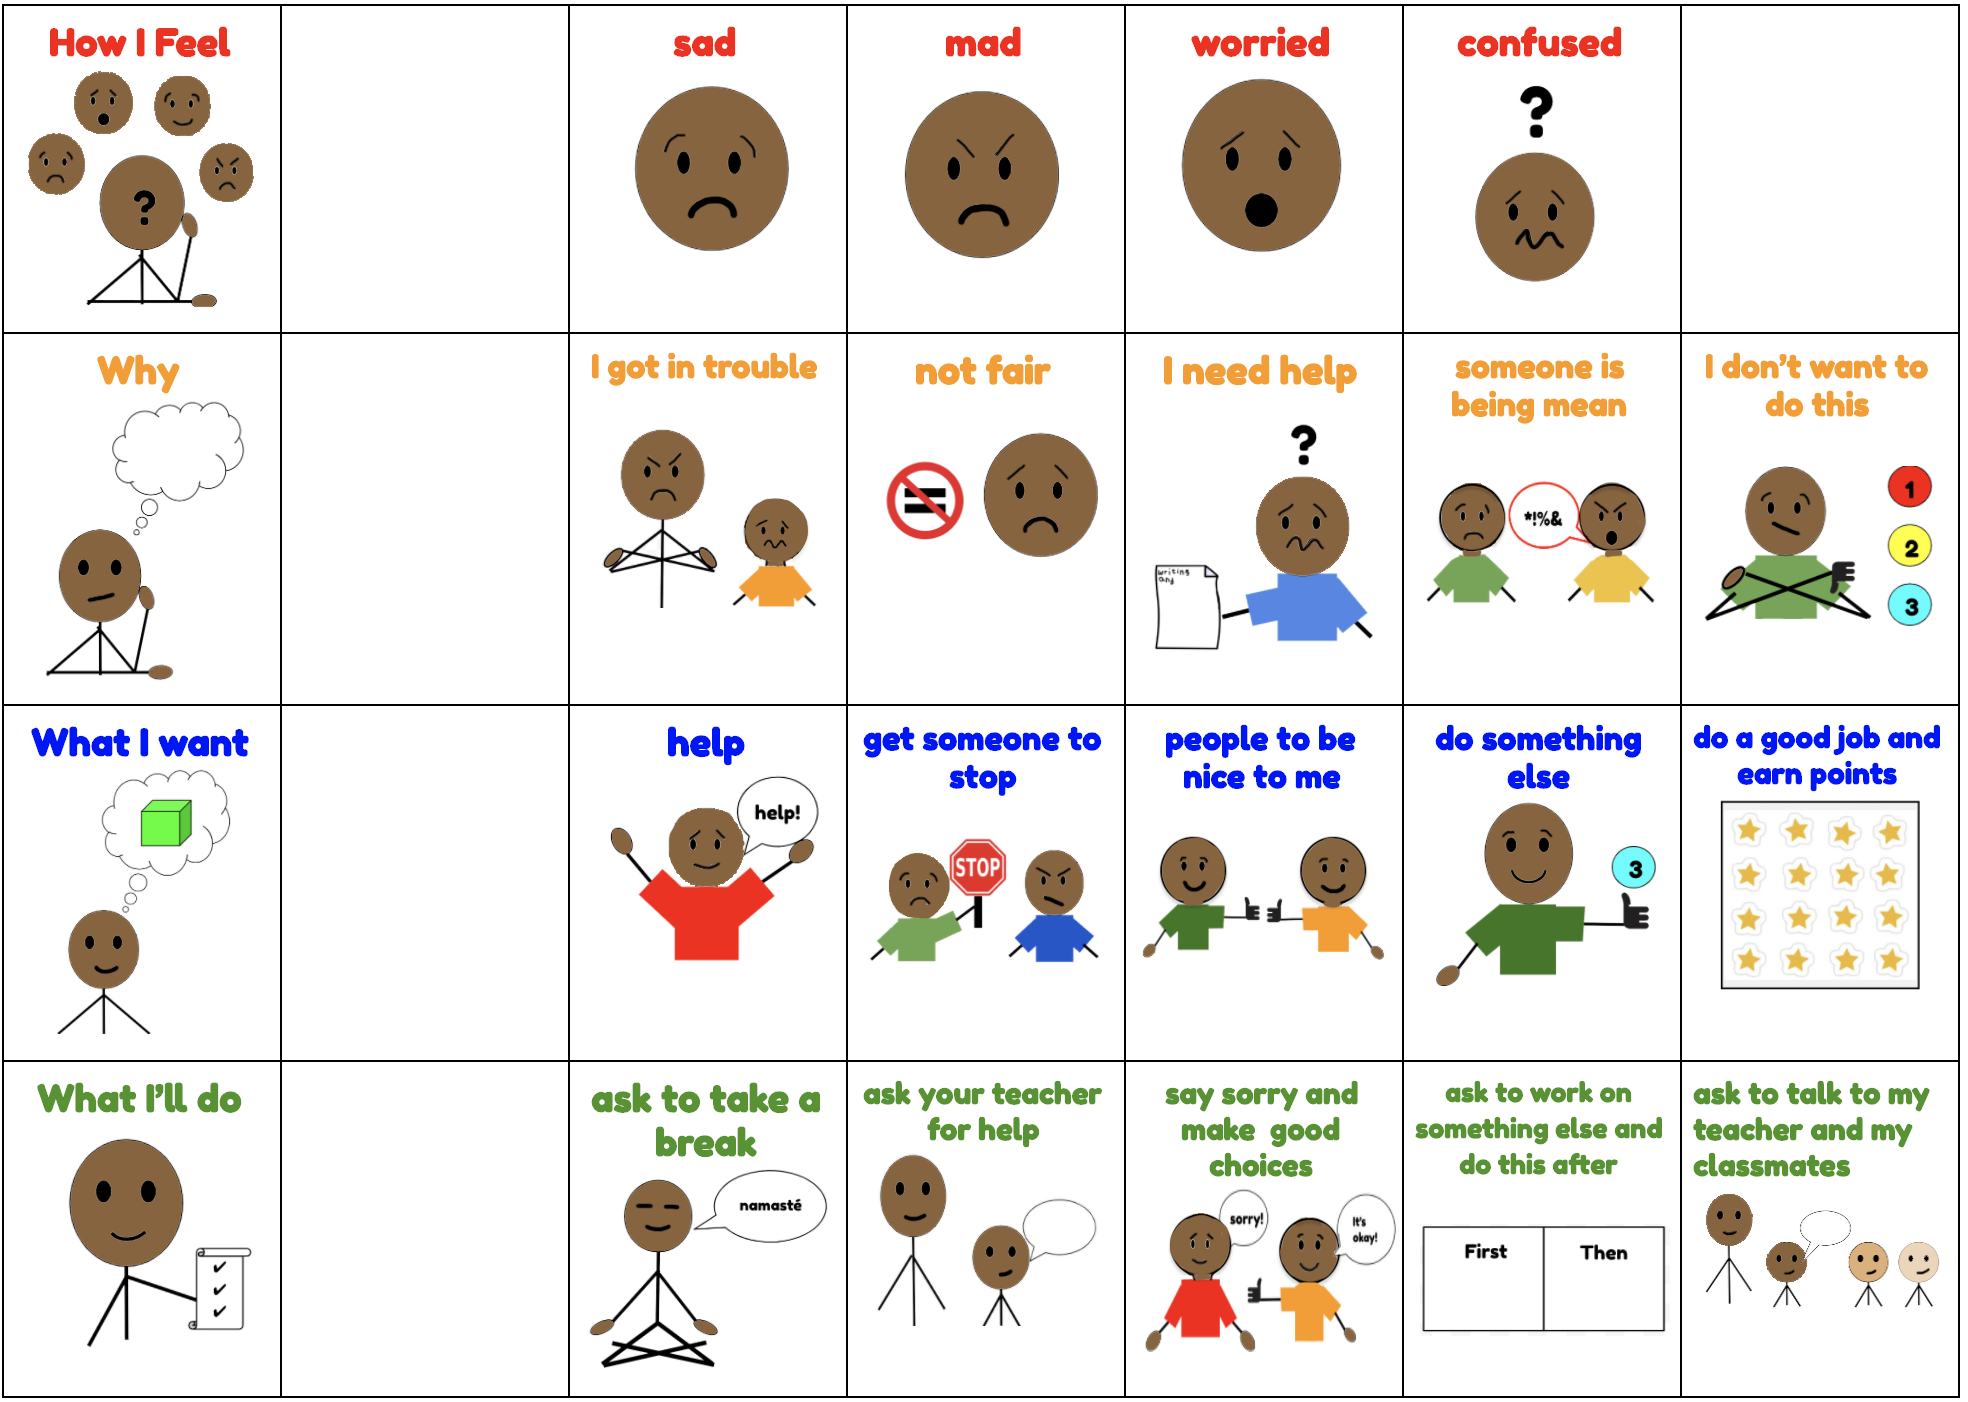 How I Feel
sad
mad
worried
confused
?
?
Why
I got in trouble
not fair
I need help
someone is
being mean
I don't want to
do this
?
writing
and
*!%&
1
2
3
What I want
help
get someone to
stop
people to be
nice to me
do something
else
do a good job and
earn points
help!
STOP
3
What I'll do
ask to take a
break
ask your teacher
for help
say sorry and
make good
choices
ask to work on
something else and
do this after
ask to talk to my
teacher and my
classmates
namasté
sorry!
It's
okay!
First
Then